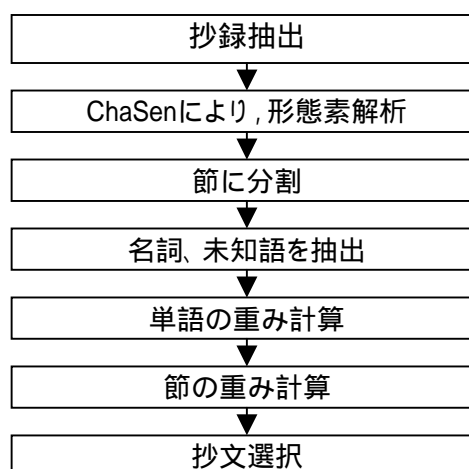 抄録抽出
ChaSenにより,形態素解析
節に分割
名詞、未知語を抽出
単語の重み計算
節の重み計算
抄文選択